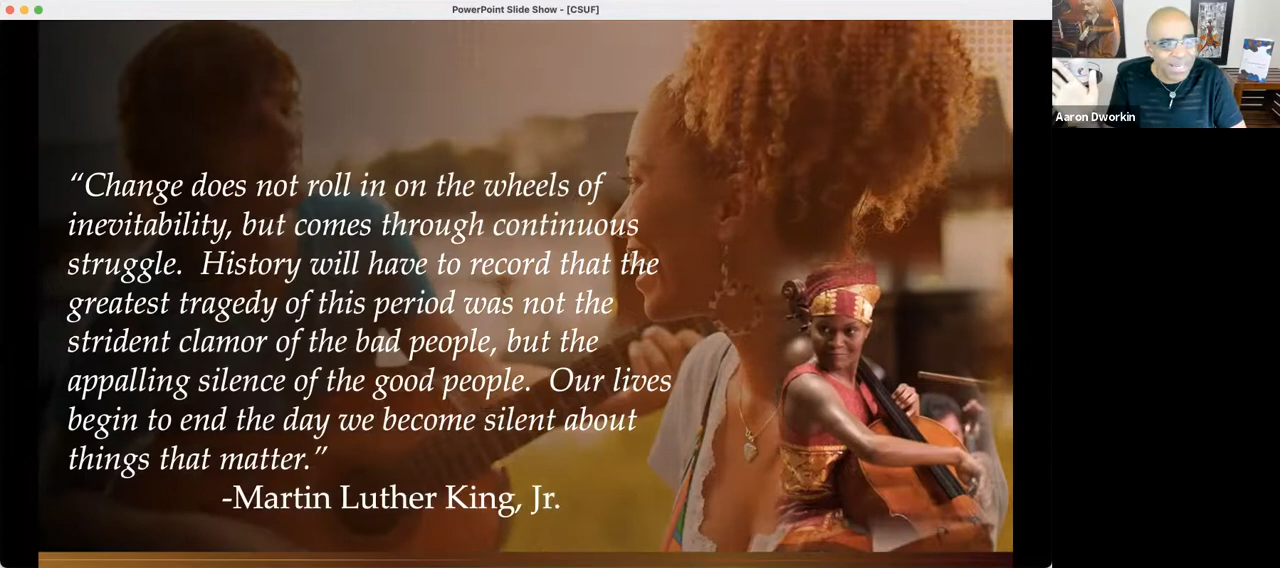 PowerPoint Slide Show - [CSUF]
“Change does not roll in on the wheels of
inevitability, but comes through continuous
struggle.  History will have to record that the
greatest tragedy of this period was not the
strident clamor of the bad people, but the
appalling silence of the good people.  Our lives
begin to end the day we become silent about
things that matter.”
-Martin Luther King, Jr.
Aaron Dworkin